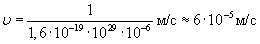 υ = 1 / (1,6·10⁻¹⁹·10²⁹·10⁻⁶) м/с ≈ 6·10⁻⁵ м/с